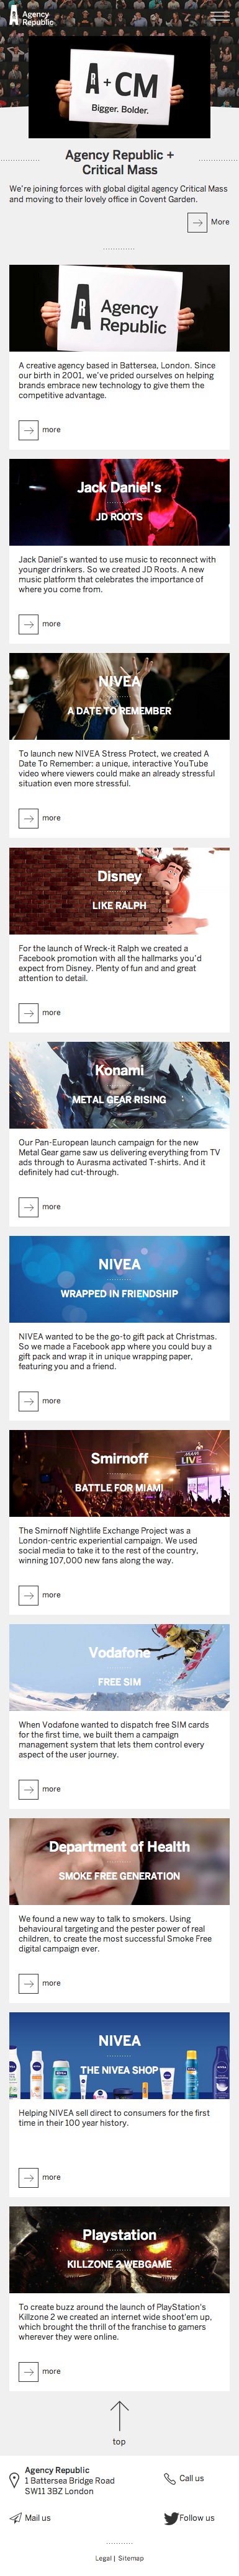 Agency
Republic
AR + CM
Bigger. Bolder.
Agency Republic +
Critical Mass
We're joining forces with global digital agency Critical Mass
and moving to their lovely office in Covent Garden.
More
Agency
Republic
A creative agency based in Battersea, London. Since
our birth in 2001, we've prided ourselves on helping
brands embrace new technology to give them the
competitive advantage.
more
Jack Daniel's
JD ROOTS
Jack Daniel's wanted to use music to reconnect with
younger drinkers. So we created JD Roots. A new
music platform that celebrates the importance of
where you come from.
more
NIVEA
A DATE TO REMEMBER
To launch new NIVEA Stress Protect, we created A
Date To Remember: a unique, interactive YouTube
video where viewers could make an already stressful
situation even more stressful.
more
Disney
LIKE RALPH
For the launch of Wreck-it Ralph we created a
Facebook promotion with all the hallmarks you'd
expect from Disney. Plenty of fun and and great
attention to detail.
more
Konami
METAL GEAR RISING
Our Pan-European launch campaign for the new
Metal Gear game saw us delivering everything from TV
ads through to Aurasma activated T-shirts. And it
definitely had cut-through.
more
NIVEA
WRAPPED IN FRIENDSHIP
NIVEA wanted to be the go-to gift pack at Christmas.
So we made a Facebook app where you could buy a
gift pack and wrap it in unique wrapping paper,
featuring you and a friend.
more
MIAMI
LIVE
Smirnoff
BATTLE FOR MIAMI
The Smirnoff Nightlife Exchange Project was a
London-centric experiential campaign. We used
social media to take it to the rest of the country,
winning 107,000 new fans along the way.
more
Vodafone
FREE SIM
When Vodafone wanted to dispatch free SIM cards
for the first time, we built them a campaign
management system that lets them control every
aspect of the user journey.
more
Department of Health
SMOKE FREE GENERATION
We found a new way to talk to smokers. Using
behavioural targeting and the pester power of real
children, to create the most successful Smoke Free
digital campaign ever.
more
NIVEA
THE NIVEA SHOP
Helping NIVEA sell direct to consumers for the first
time in their 100 year history.
more
Playstation
KILLZONE 2 WEBGAME
To create buzz around the launch of PlayStation's
Killzone 2 we created an internet wide shoot'em up,
which brought the thrill of the franchise to gamers
wherever they were online.
more
top
Agency Republic
1 Battersea Bridge Road
SW11 3BZ London
Call us
Mail us
Follow us
Legal | Sitemap